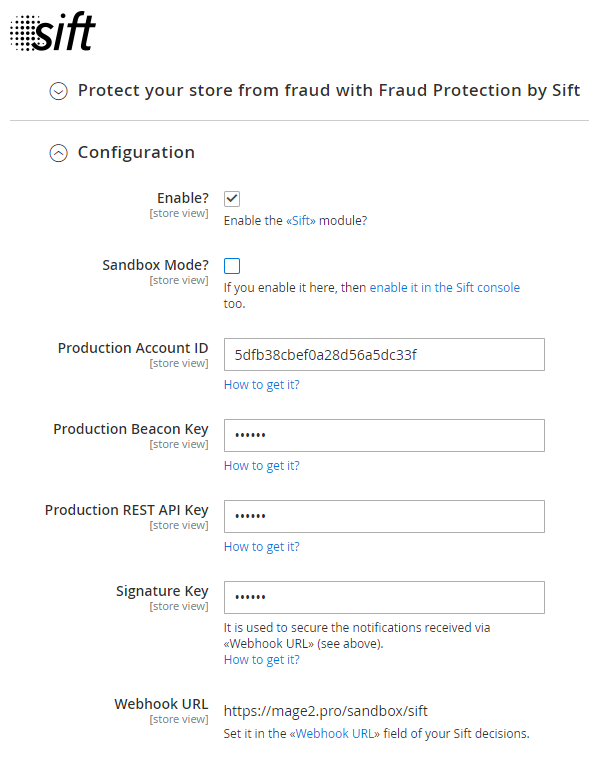 sift
Protect your store from fraud with Fraud Protection by Sift
Configuration
Enable?
[store view]
Enable the «Sift» module?
Sandbox Mode?
[store view]
If you enable it here, then enable it in the Sift console
too.
Production Account ID
[store view]
5dfb38cbef0a28d56a5dc33f
How to get it?
Production Beacon Key
[store view]
••••••
How to get it?
Production REST API Key
[store view]
••••••
How to get it?
Signature Key
[store view]
••••••
It is used to secure the notifications received via
«Webhook URL» (see above).
How to get it?
Webhook URL
[store view]
https://mage2.pro/sandbox/sift
Set it in the «Webhook URL» field of your Sift decisions.